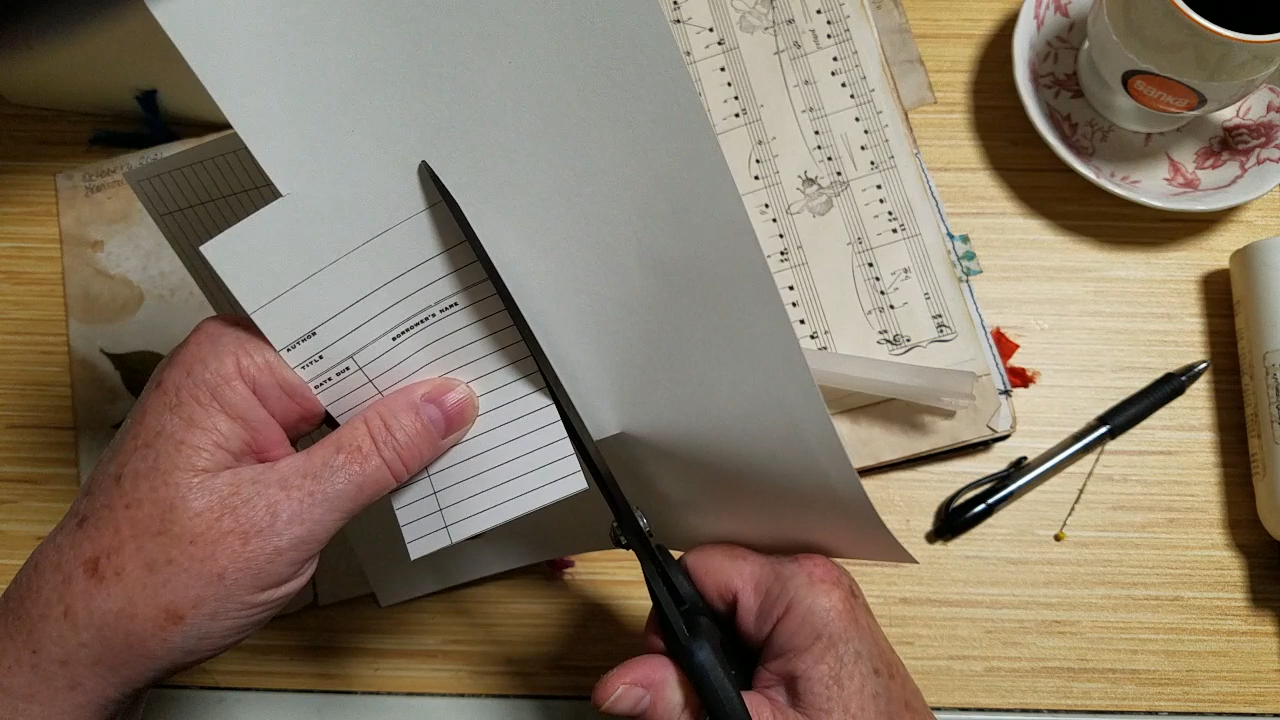 sanka
AUTHOR
TITLE
DATE DUE
BORROWER'S NAME